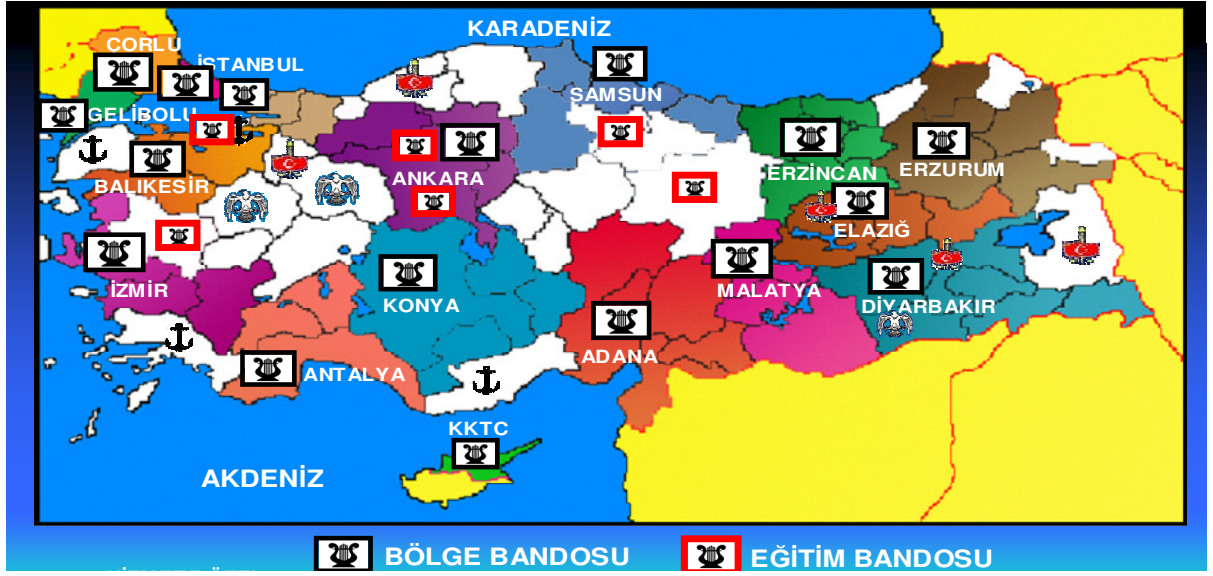 KARADENİZ
CORLU
İSTANBUL
SAMSUN
GELİBOLU
BALIKESİR
ANKARA
ERZİNCAN
ERZURUM
ELAZIĞ
İZMİR
KONYA
MALATYA
DİYARBAKIR
ADANA
ANTALYA
KKTC
AKDENİZ
BÖLGE BANDOSU
EĞİTİM BANDOSU